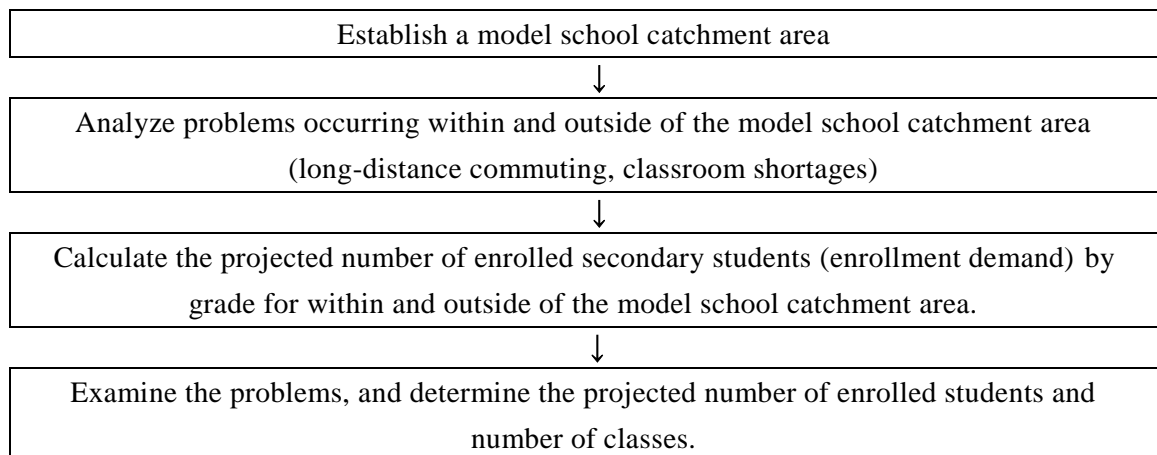 Establish a model school catchment area
↓
Analyze problems occurring within and outside of the model school catchment area
(long-distance commuting, classroom shortages)
↓
Calculate the projected number of enrolled secondary students (enrollment demand) by
grade for within and outside of the model school catchment area.
↓
Examine the problems, and determine the projected number of enrolled students and
number of classes.